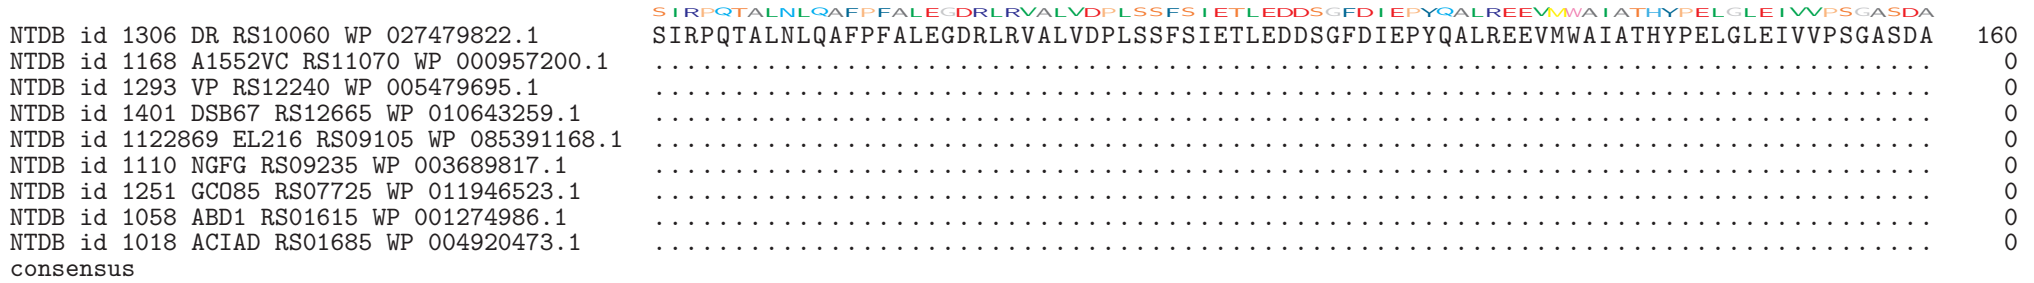 SIRPQTALNLQAFPFALEGDRLRVALVDPLSSFSIETLEDDSGFDIEPYQALREEVMWAIATHYPELGLEIVVPSGASDA
NTDB id 1306 DR RS10060 WP 027479822.1 SIRPQTALNLQAFPFALEGDRLRVALVDPLSSFSIETLEDDSGFDIEPYQALREEVMWAIATHYPELGLEIVVPSGASDA 160
NTDB id 1168 A1552VC RS11070 WP 000957200.1 ................................................................................ 0
NTDB id 1293 VP RS12240 WP 005479695.1 ................................................................................ 0
NTDB id 1401 DSB67 RS12665 WP 010643259.1 ................................................................................ 0
NTDB id 1122869 EL216 RS09105 WP 085391168.1 ................................................................................ 0
NTDB id 1110 NGFG RS09235 WP 003689817.1 ................................................................................ 0
NTDB id 1251 GCO85 RS07725 WP 011946523.1 ................................................................................ 0
NTDB id 1058 ABD1 RS01615 WP 001274986.1 ................................................................................ 0
NTDB id 1018 ACIAD RS01685 WP 004920473.1 ................................................................................ 0
consensus